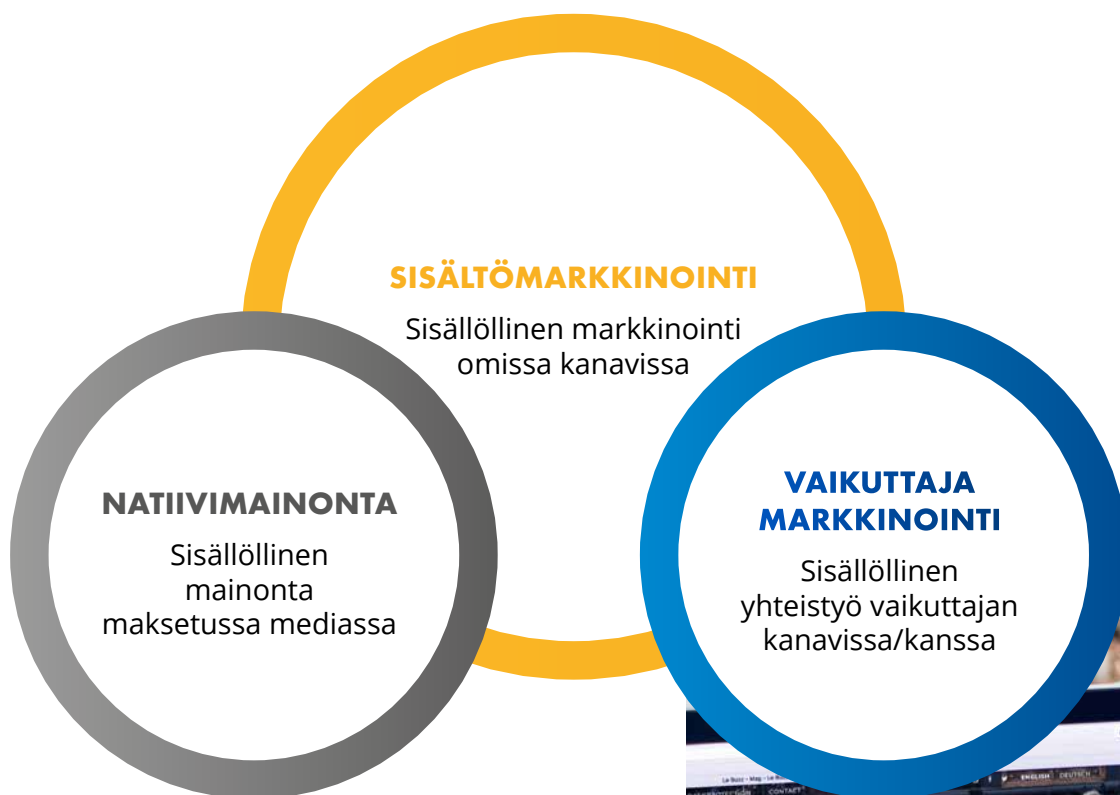 SISÄLTÖMARKKINOINTI
Sisällöllinen markkinointi
omissa kanavissa
NATIIVIMAINONTA
Sisällöllinen
mainonta
maksetussa mediassa
VAIKUTTAJA
MARKKINOINTI
Sisällöllinen
yhteistyö vaikuttajan
kanavissa/kanssa
ENGLISH DEUTSCH
CONTACT